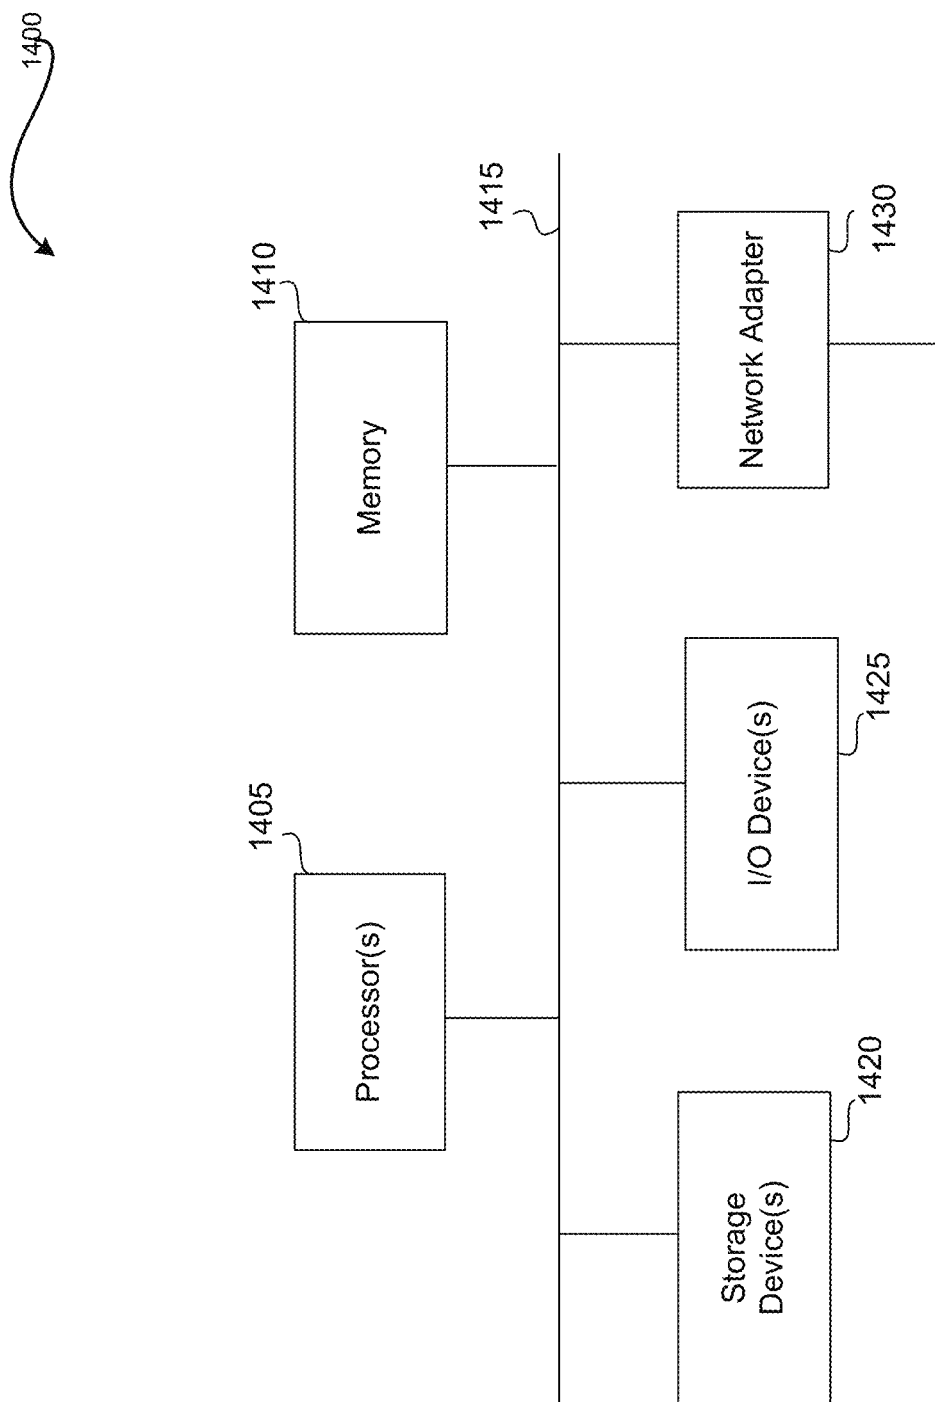 1400
1405
Processor(s)
1410
Memory
1415
Storage
Device(s)
1420
I/O Device(s)
1425
Network Adapter
1430